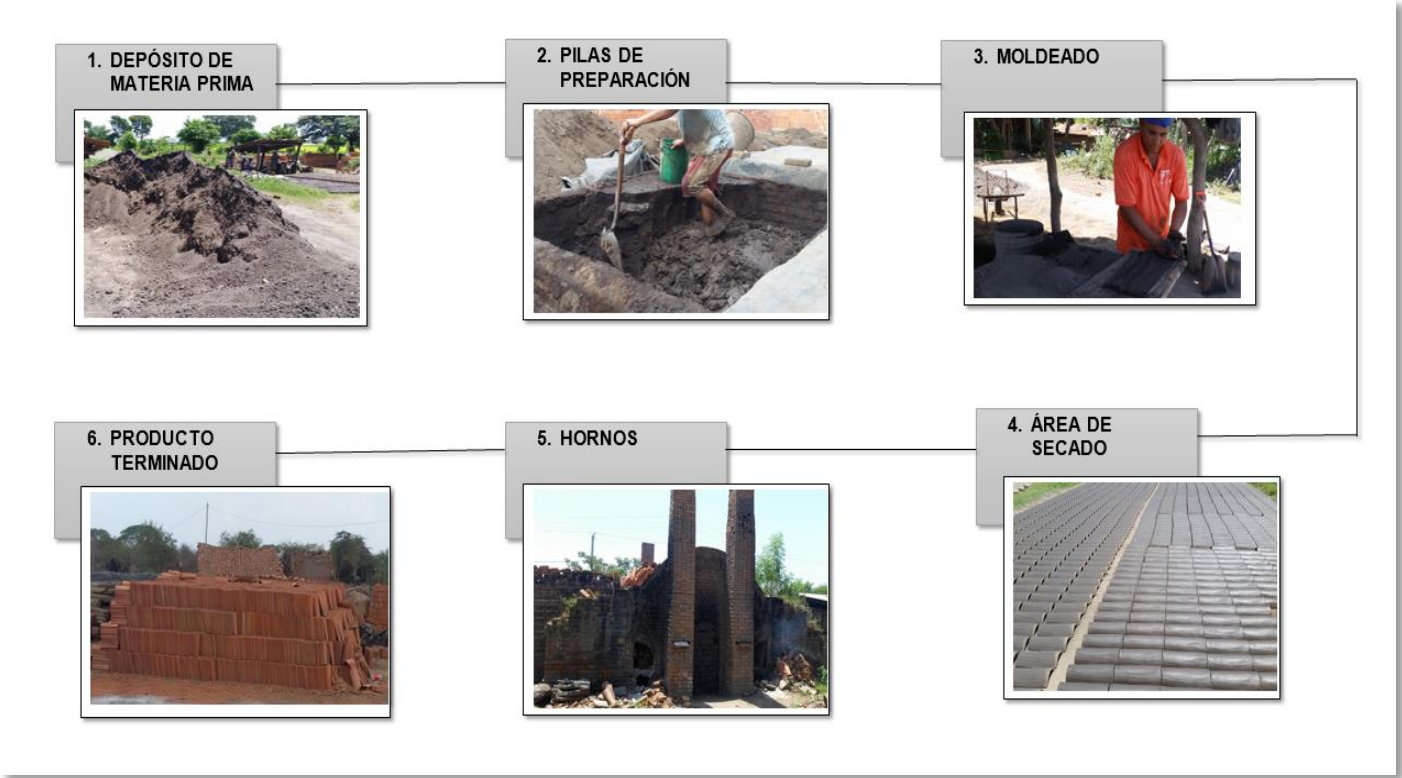 1. DEPÓSITO DE
MATERIA PRIMA
2. PILAS DE
PREPARACIÓN
3. MOLDEADO
4. ÁREA DE
SECADO
5. HORNOS
6. PRODUCTO
TERMINADO